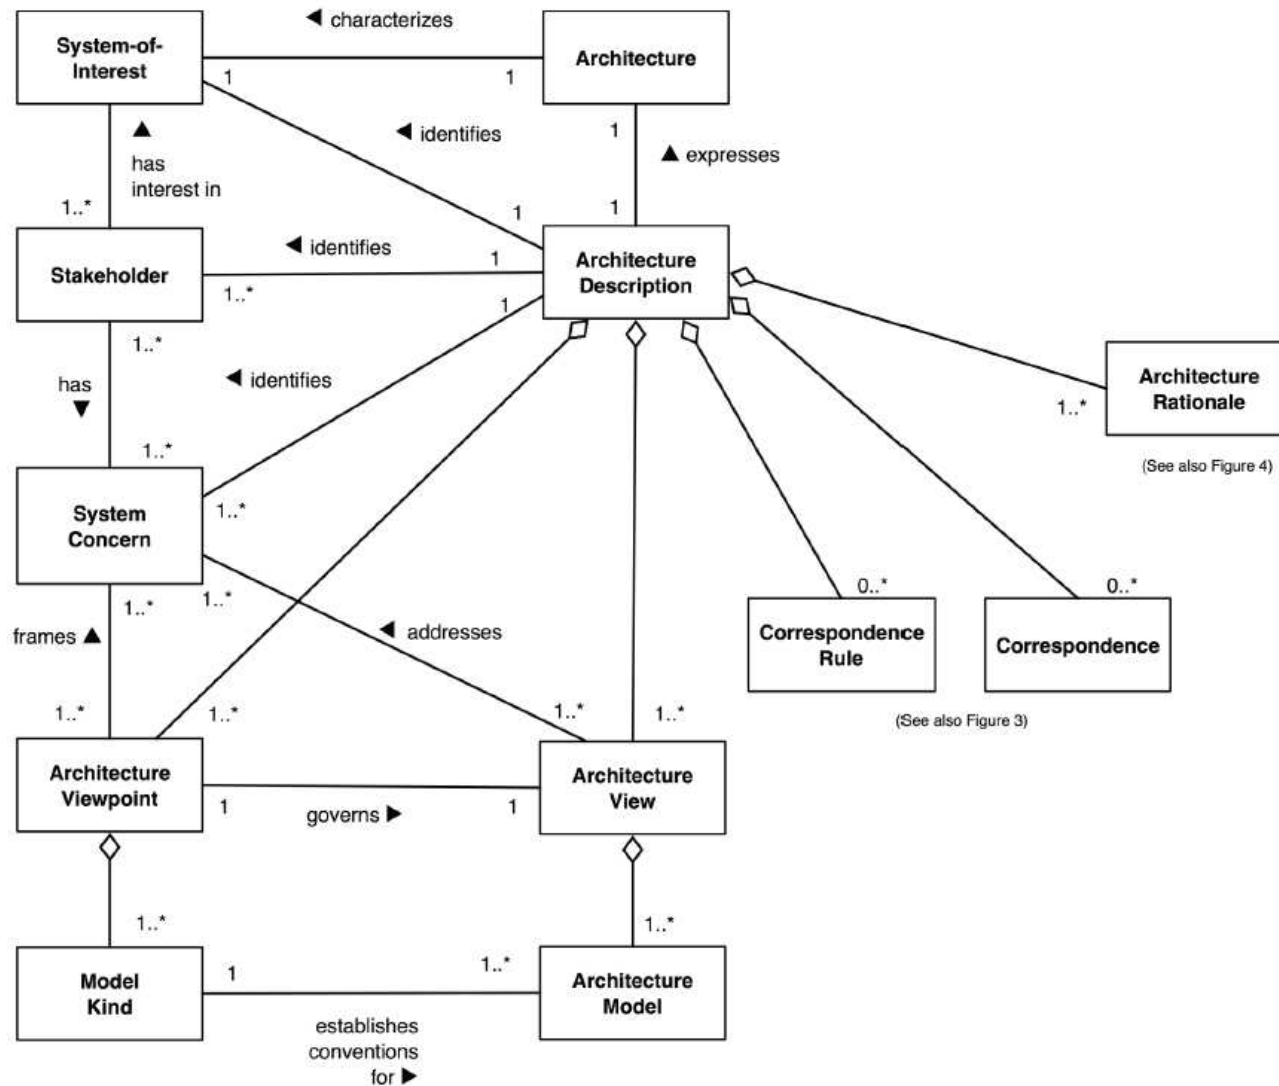 ◄ characterizes
System-of-
Interest
Architecture
1
1
◄ identifies
1
▲ expresses
▲
has
interest in
1..*
1
1
◄ identifies
1
Stakeholder
1..*
Architecture
Description
1..*
1
has
▼
◄ identifies
1..*
Architecture
Rationale
1..*
(See also Figure 4)
1..*
System
Concern
1..*
1..*
frames ▲
◄ addresses
0..*
0..*
Correspondence
Rule
Correspondence
(See also Figure 3)
1..*
1..*
1..*
1..*
Architecture
Viewpoint
1
governs ►
1
Architecture
View
1..*
1..*
Model
Kind
1
1..*
Architecture
Model
establishes
conventions
for ►